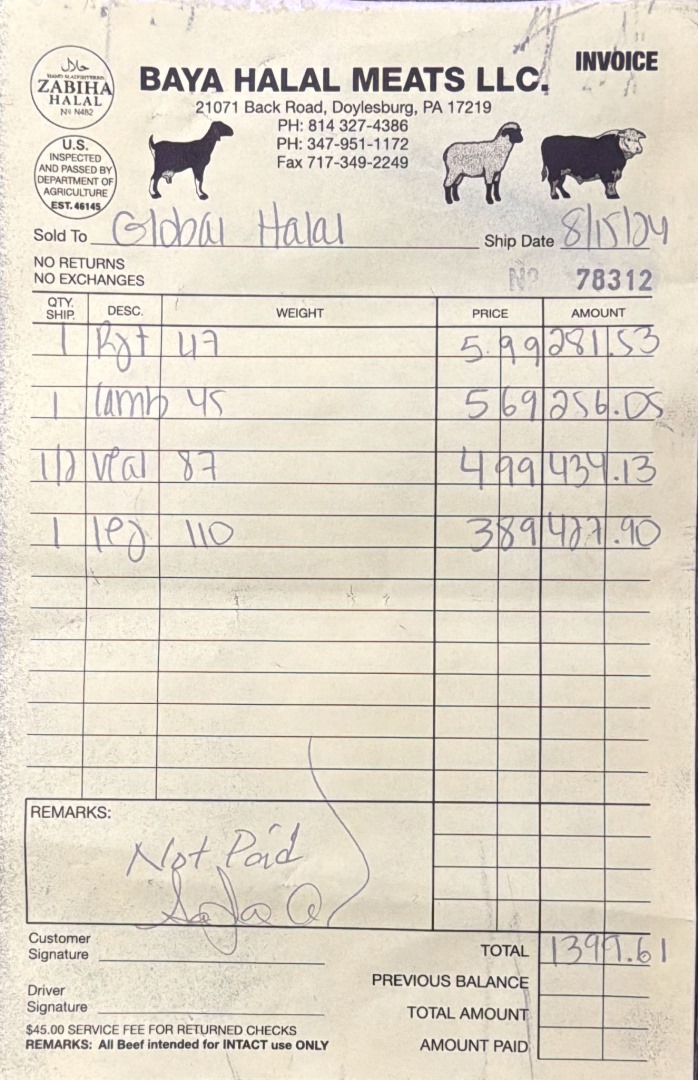 حلال
HAND SLAUGHTERED
ZABIHA
HALAL
Nº N482
INVOICE
BAYA HALAL MEATS LLC.
21071 Back Road, Doylesburg, PA 17219
PH: 814 327-4386
PH: 347-951-1172
Fax 717-349-2249
U.S.
INSPECTED
AND PASSED BY
DEPARTMENT OF
AGRICULTURE
EST. 46145
Sold To Global Halal Ship Date 8/15/24
NO RETURNS
NO EXCHANGES
Nº 78312
QTY. SHIP. DESC. WEIGHT PRICE AMOUNT
1 47 5.99 281.53
1 lamb 45 5 69 256.05
1/2 veal 87 4 99 434.13
1 leg 110 3 89 427.90
REMARKS:
Not Paid
Customer
Signature
TOTAL 1399.61
PREVIOUS BALANCE
Driver
Signature
TOTAL AMOUNT
$45.00 SERVICE FEE FOR RETURNED CHECKS
REMARKS: All Beef intended for INTACT use ONLY
AMOUNT PAID